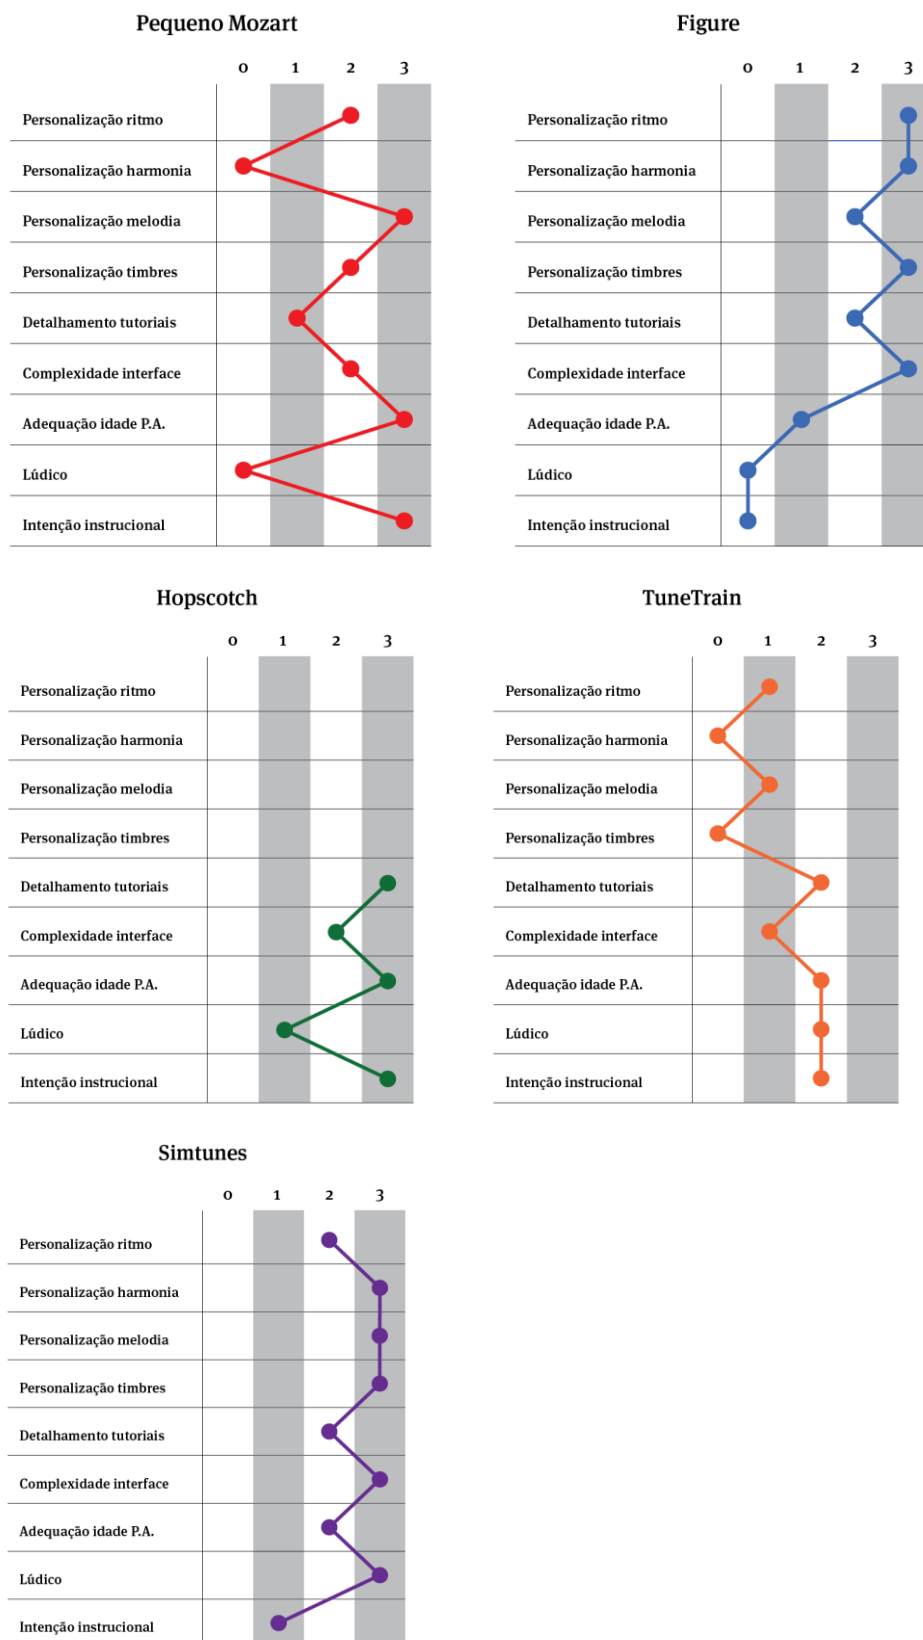 Pequeno Mozart
0 1 2 3
Personalização ritmo
Personalização harmonia
Personalização melodia
Personalização timbres
Detalhamento tutoriais
Complexidade interface
Adequação idade P.A.
Lúdico
Intenção instrucional
Figure
0 1 2 3
Personalização ritmo
Personalização harmonia
Personalização melodia
Personalização timbres
Detalhamento tutoriais
Complexidade interface
Adequação idade P.A.
Lúdico
Intenção instrucional
Hopscotch
0 1 2 3
Personalização ritmo
Personalização harmonia
Personalização melodia
Personalização timbres
Detalhamento tutoriais
Complexidade interface
Adequação idade P.A.
Lúdico
Intenção instrucional
TuneTrain
0 1 2 3
Personalização ritmo
Personalização harmonia
Personalização melodia
Personalização timbres
Detalhamento tutoriais
Complexidade interface
Adequação idade P.A.
Lúdico
Intenção instrucional
Simtunes
0 1 2 3
Personalização ritmo
Personalização harmonia
Personalização melodia
Personalização timbres
Detalhamento tutoriais
Complexidade interface
Adequação idade P.A.
Lúdico
Intenção instrucional